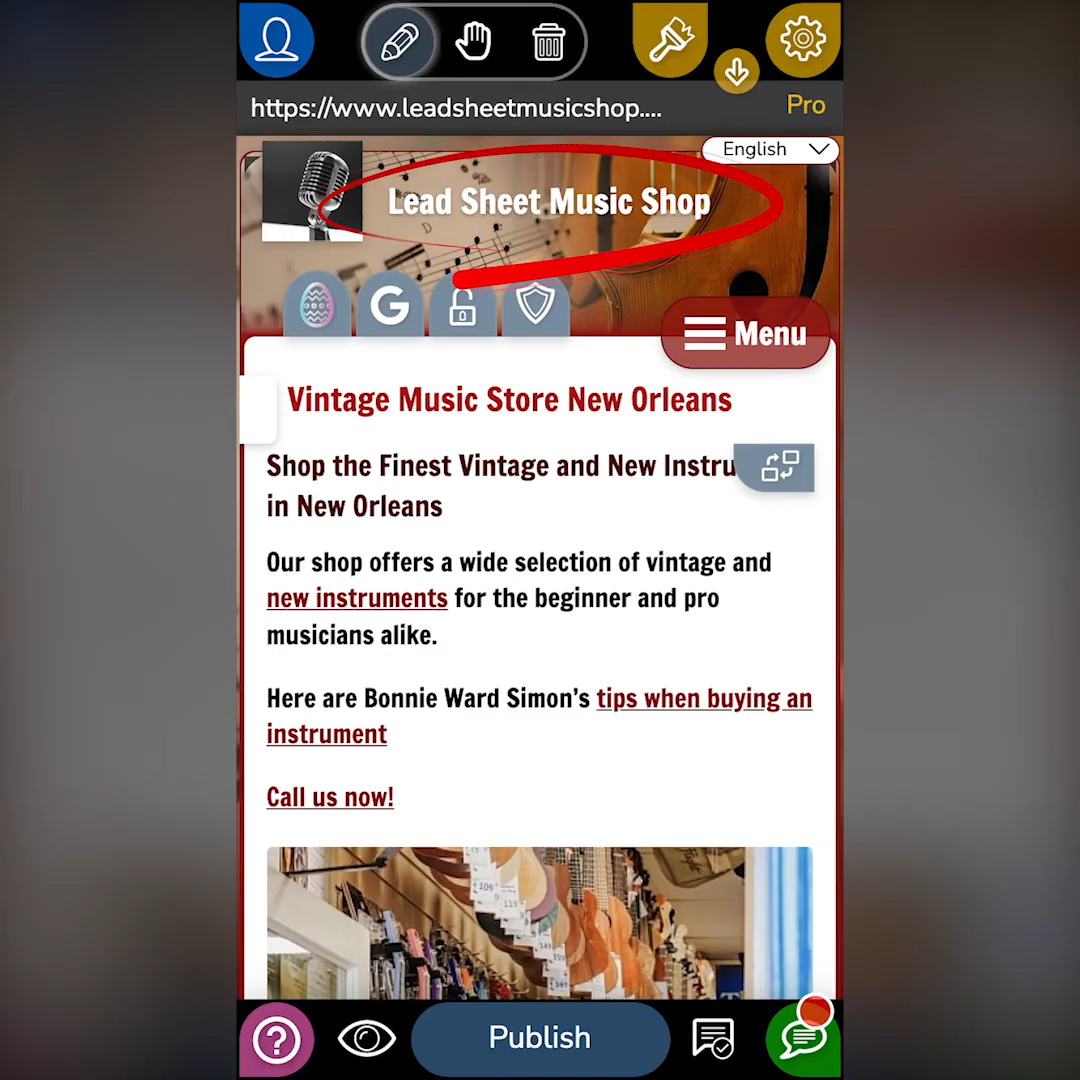 https://www.leadsheetmusicshop....
Pro
English
Lead Sheet Music Shop
G
Menu
Vintage Music Store New Orleans
Shop the Finest Vintage and New Instru
in New Orleans
Our shop offers a wide selection of vintage and
new instruments for the beginner and pro
musicians alike.
Here are Bonnie Ward Simon's tips when buying an
instrument
Call us now!
109
119
Publish